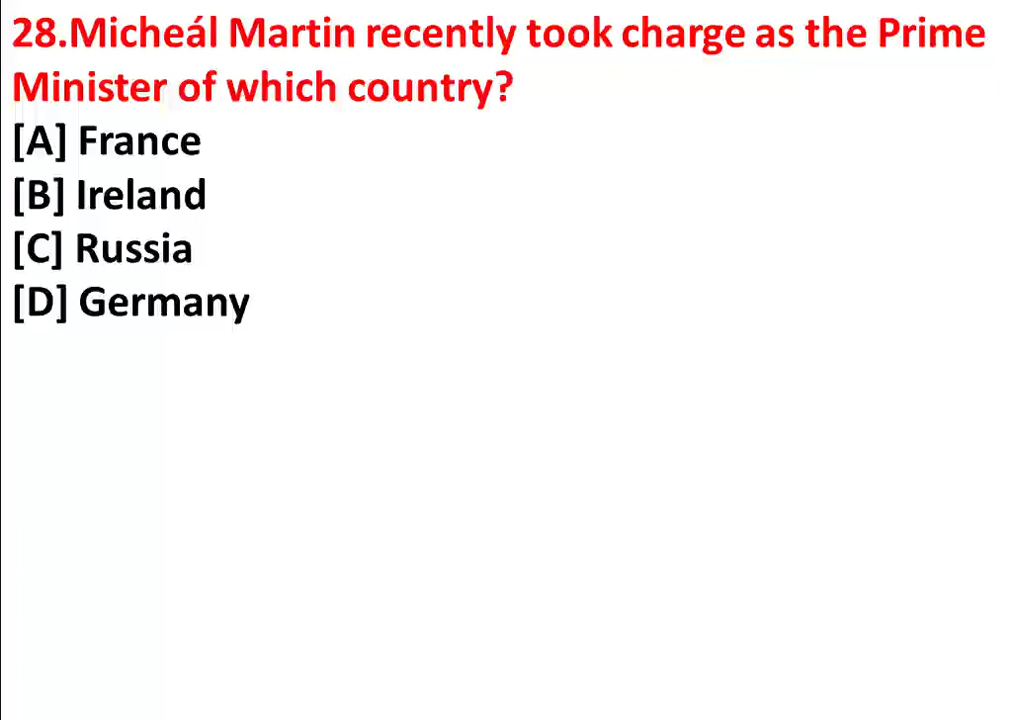 28.Micheál Martin recently took charge as the Prime
Minister of which country?
[A] France
[B] Ireland
[C] Russia
[D] Germany